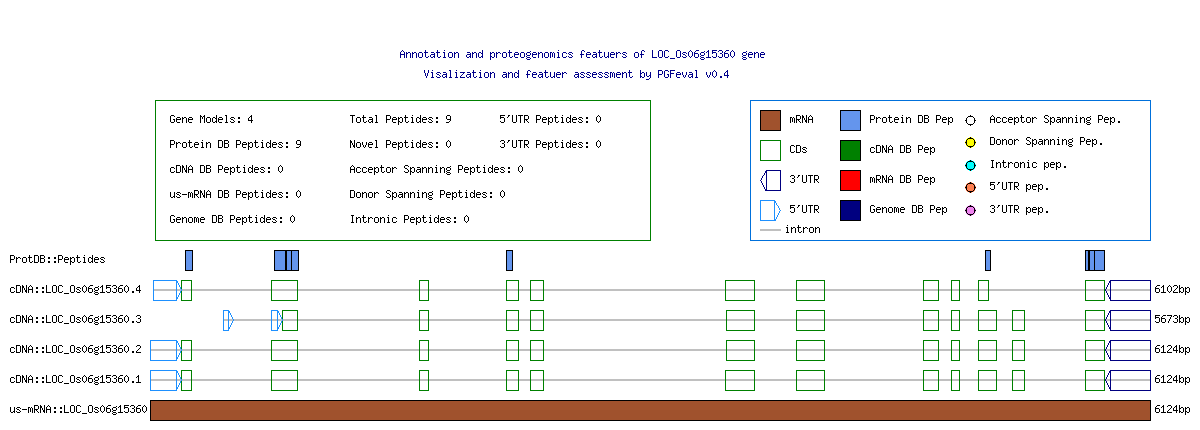 Annotation and proteogenomics featuers of LOC_Os06g15360 gene
Visalization and featuer assessment by PGFeval v0.4
Gene Models: 4 Total Peptides: 9 5'UTR Peptides: 0
Protein DB Peptides: 9 Novel Peptides: 0 3'UTR Peptides: 0
cDNA DB Peptides: 0 Acceptor Spanning Peptides: 0
us-mRNA DB Peptides: 0 Donor Spanning Peptides: 0
Genome DB Peptides: 0 Intronic Peptides: 0
mRNA Protein DB Pep Acceptor Spanning Pep.
CDs cDNA DB Pep Donor Spanning Pep.
3'UTR mRNA DB Pep Intronic pep.
5'UTR Genome DB Pep 5'UTR pep.
intron 3'UTR pep.
ProtDB::Peptides
cDNA::LOC_Os06g15360.4 6102bp
cDNA::LOC_Os06g15360.3 5673bp
cDNA::LOC_Os06g15360.2 6124bp
cDNA::LOC_Os06g15360.1 6124bp
us-mRNA::LOC_Os06g15360 6124bp